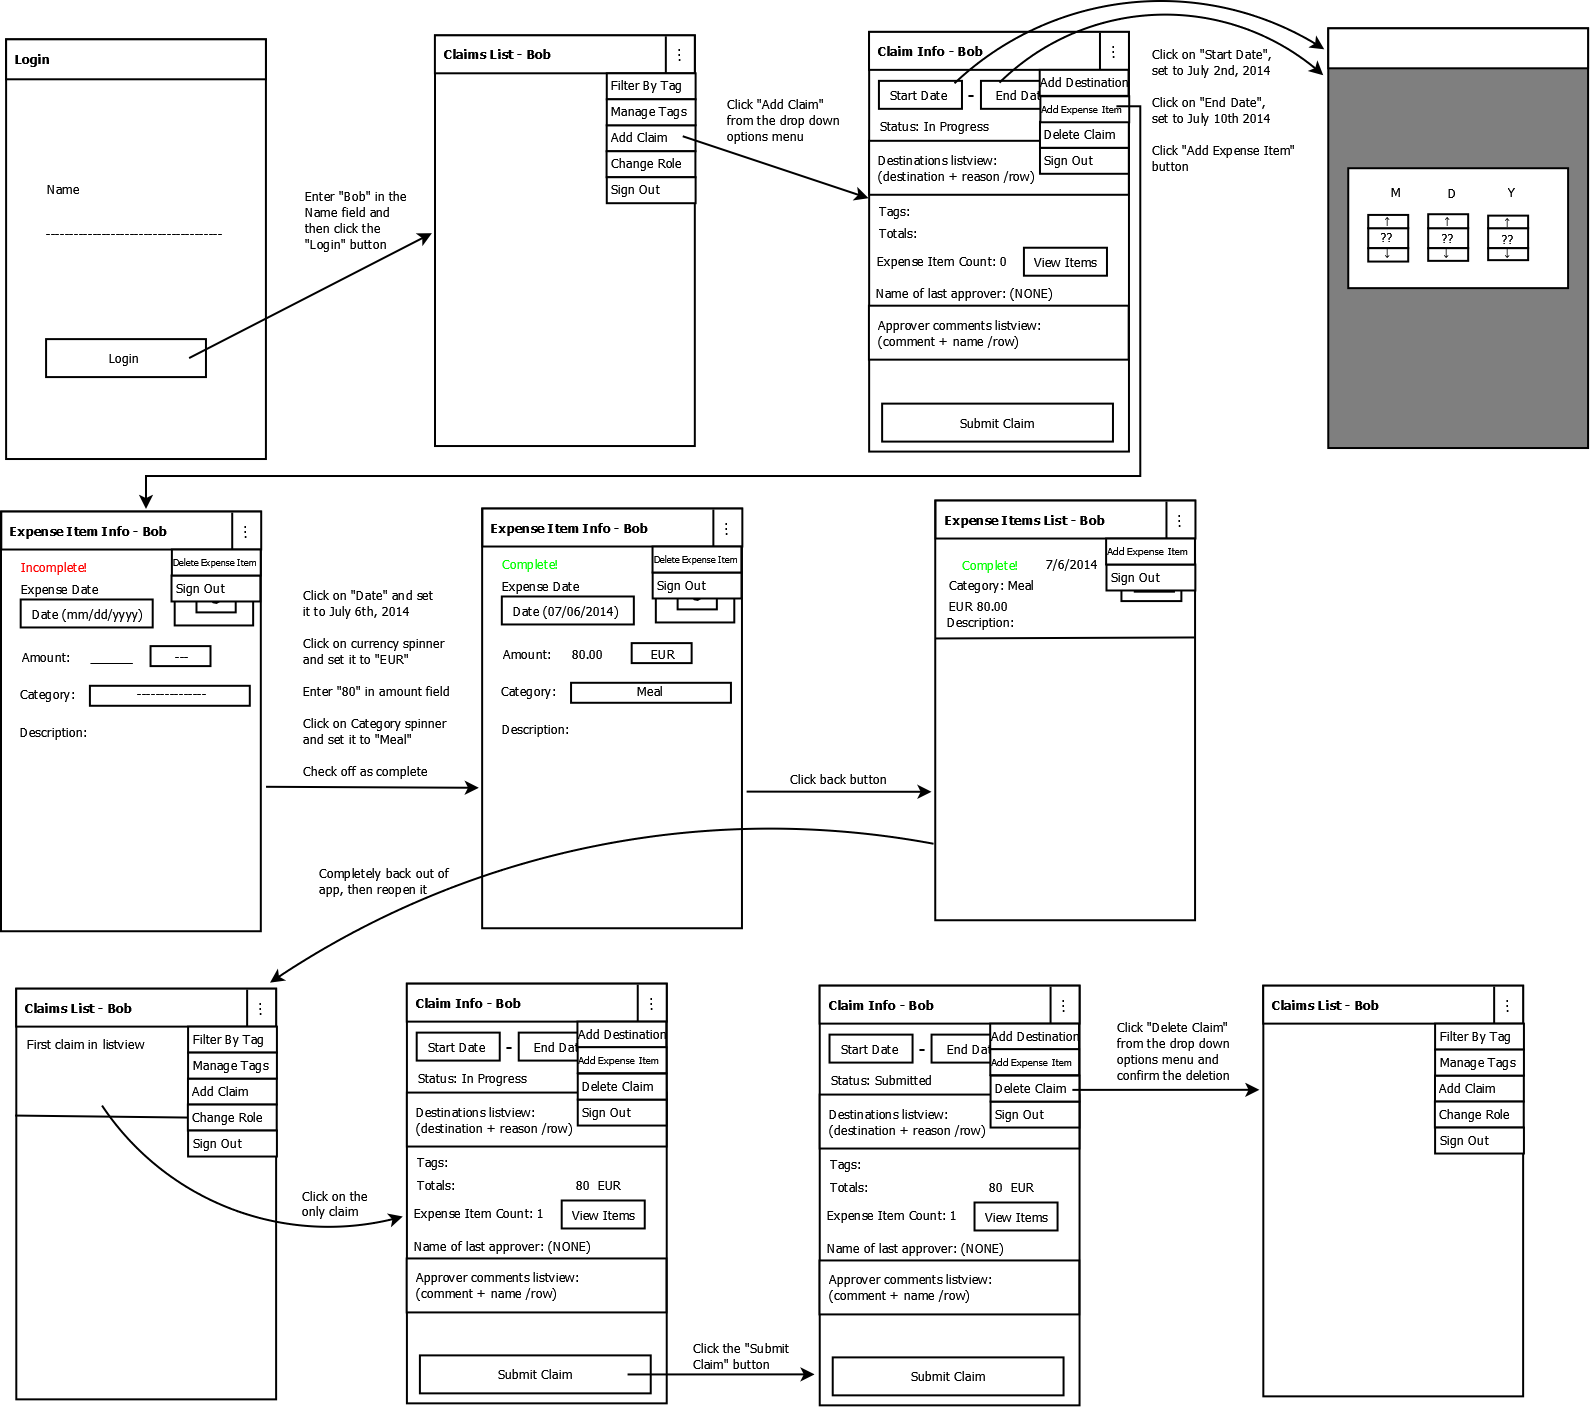 Login
Name
------------------------------------
Login
Enter "Bob" in the
Name field and
then click the
"Login" button
Claims List - Bob
⋮
Filter By Tag
Manage Tags
Add Claim
Change Role
Sign Out
Click "Add Claim"
from the drop down
options menu
Claim Info - Bob
⋮
Start Date - End Dat
Add Destination
Add Expense Item
Delete Claim
Sign Out
Status: In Progress
Destinations listview:
(destination + reason /row)
Tags:
Totals:
Expense Item Count: 0
View Items
Name of last approver: (NONE)
Approver comments listview:
(comment + name /row)
Submit Claim
Click on "Start Date",
set to July 2nd, 2014
Click on "End Date",
set to July 10th 2014
Click "Add Expense Item"
button
M D Y
↑ ↑ ↑
?? ?? ??
↓ ↓ ↓
Expense Item Info - Bob
⋮
Delete Expense Item
Sign Out
Incomplete!
Expense Date
Date (mm/dd/yyyy)
Amount: ______ ---
Category: ----------------
Description:
Click on "Date" and set
it to July 6th, 2014
Click on currency spinner
and set it to "EUR"
Enter "80" in amount field
Click on Category spinner
and set it to "Meal"
Check off as complete
Expense Item Info - Bob
⋮
Delete Expense Item
Sign Out
Complete!
Expense Date
Date (07/06/2014)
Amount: 80.00 EUR
Category: Meal
Description:
Click back button
Expense Items List - Bob
⋮
Add Expense Item
Sign Out
Complete! 7/6/2014
Category: Meal
EUR 80.00
Description:
Completely back out of
app, then reopen it
Claims List - Bob
⋮
Filter By Tag
Manage Tags
Add Claim
Change Role
Sign Out
First claim in listview
Click on the
only claim
Claim Info - Bob
⋮
Start Date - End Dat
Add Destination
Add Expense Item
Delete Claim
Sign Out
Status: In Progress
Destinations listview:
(destination + reason /row)
Tags:
Totals: 80 EUR
Expense Item Count: 1
View Items
Name of last approver: (NONE)
Approver comments listview:
(comment + name /row)
Submit Claim
Click the "Submit
Claim" button
Claim Info - Bob
⋮
Start Date - End Dat
Add Destination
Add Expense Item
Delete Claim
Sign Out
Status: Submitted
Destinations listview:
(destination + reason /row)
Tags:
Totals: 80 EUR
Expense Item Count: 1
View Items
Name of last approver: (NONE)
Approver comments listview:
(comment + name /row)
Submit Claim
Click "Delete Claim"
from the drop down
options menu and
confirm the deletion
Claims List - Bob
⋮
Filter By Tag
Manage Tags
Add Claim
Change Role
Sign Out